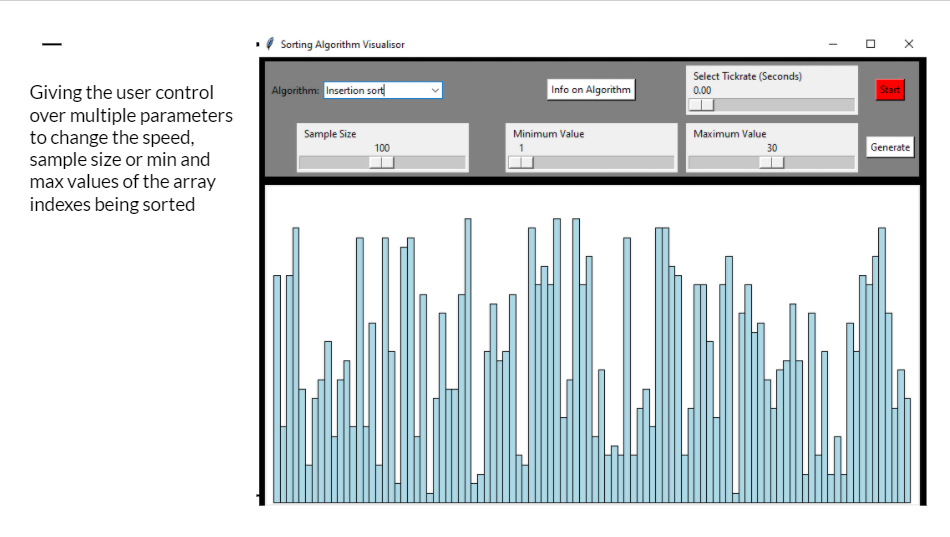 Giving the user control
over multiple parameters
to change the speed,
sample size or min and
max values of the array
indexes being sorted
Sorting Algorithm Visualisor
Algorithm: Insertion sort
Info on Algorithm
Select Tickrate (Seconds)
0.00
Start
Sample Size
100
Minimum Value
1
Maximum Value
30
Generate